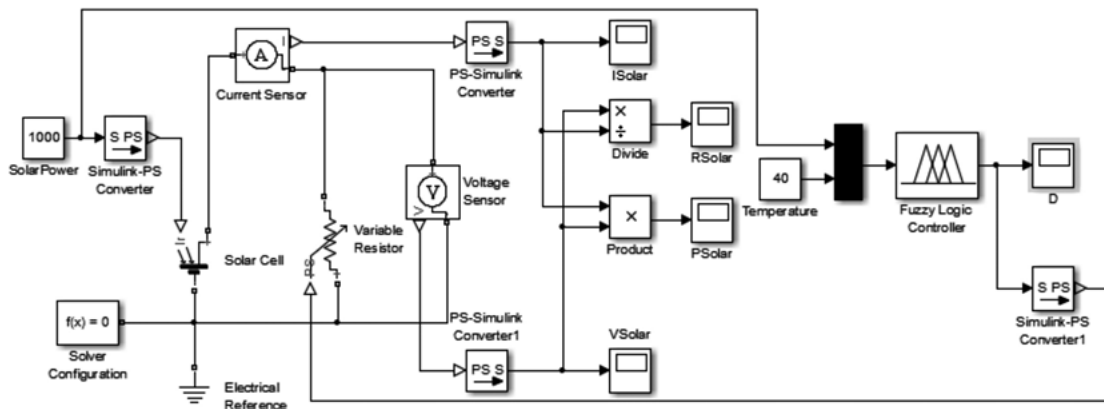 1000
SolarPower
S PS
Simulink-PS
Converter
A
I
Current Sensor
PS S
PS-Simulink
Converter
ISolar
×
÷
Divide
RSolar
40
Temperature
Fuzzy Logic
Controller
D
V
V
Voltage
Sensor
Variable
Resistor
PS
×
Product
PSolar
Ir
Solar Cell
f(x) = 0
Solver
Configuration
Electrical
Reference
PS-Simulink
Converter1
PS S
VSolar
S PS
Simulink-PS
Converter1